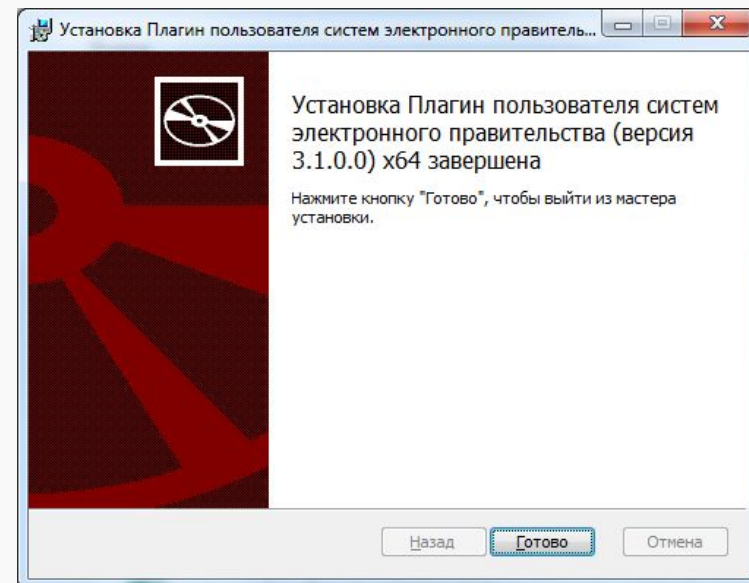 Установка Плагин пользователя систем электронного правитель...
Установка Плагин пользователя систем
электронного правительства (версия
3.1.0.0) x64 завершена
Нажмите кнопку "Готово", чтобы выйти из мастера
установки.
Назад
Готово
Отмена